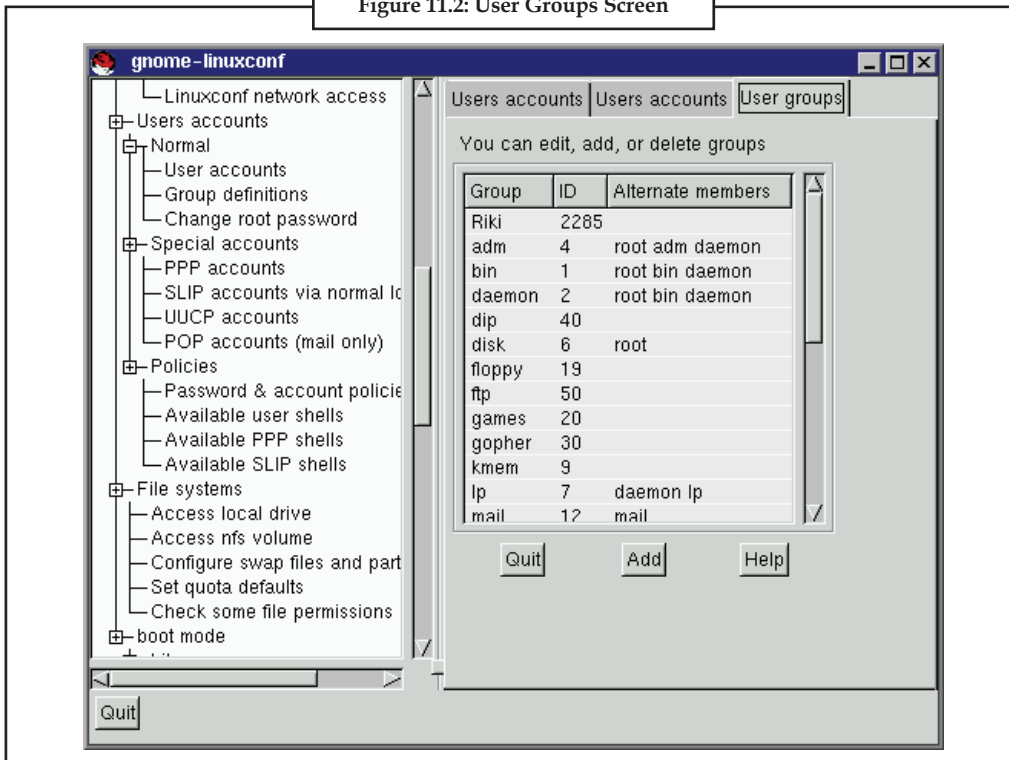 Figure 11.2: User Groups Screen
gnome-linuxconf
Linuxconf network access
Users accounts
Normal
User accounts
Group definitions
Change root password
Special accounts
PPP accounts
SLIP accounts via normal lo
UUCP accounts
POP accounts (mail only)
Policies
Password & account policie
Available user shells
Available PPP shells
Available SLIP shells
File systems
Access local drive
Access nfs volume
Configure swap files and part
Set quota defaults
Check some file permissions
boot mode
Quit
Users accounts Users accounts User groups
You can edit, add, or delete groups
Group ID Alternate members
Riki 2285
adm 4 root adm daemon
bin 1 root bin daemon
daemon 2 root bin daemon
dip 40
disk 6 root
floppy 19
ftp 50
games 20
gopher 30
kmem 9
lp 7 daemon lp
mail 12 mail
Quit Add Help